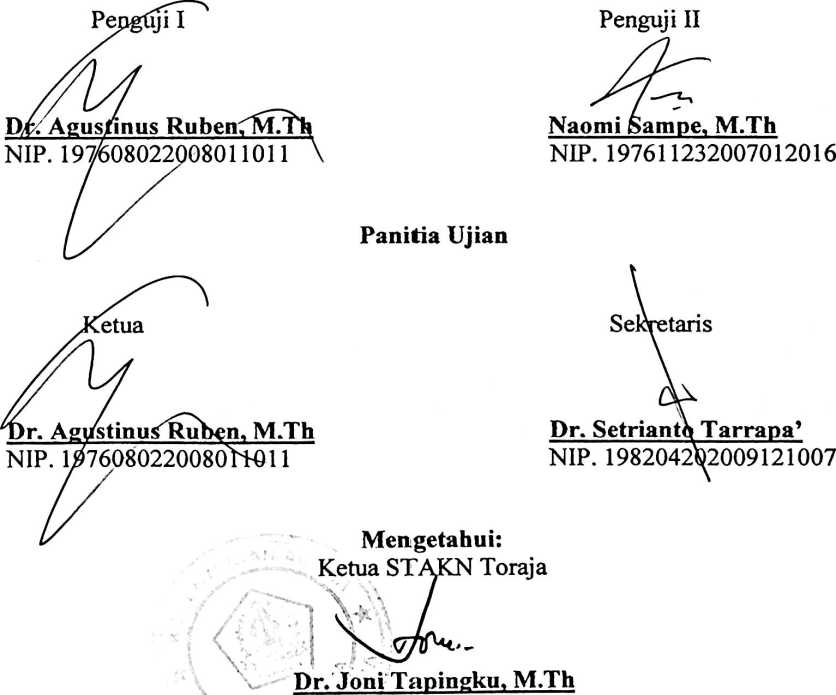 Penguji I Penguji II
Dr. Agustinus Ruben, M.Th Naomi Sampe, M.Th
NIP. 197608022008011011 NIP. 197611232007012016
Panitia Ujian
Ketua Sekretaris
Dr. Agustinus Ruben, M.Th Dr. Setrianto Tarrapa’
NIP. 197608022008011011 NIP. 198204202009121007
Mengetahui:
Ketua STAKN Toraja
Dr. Joni Tapingku, M.Th